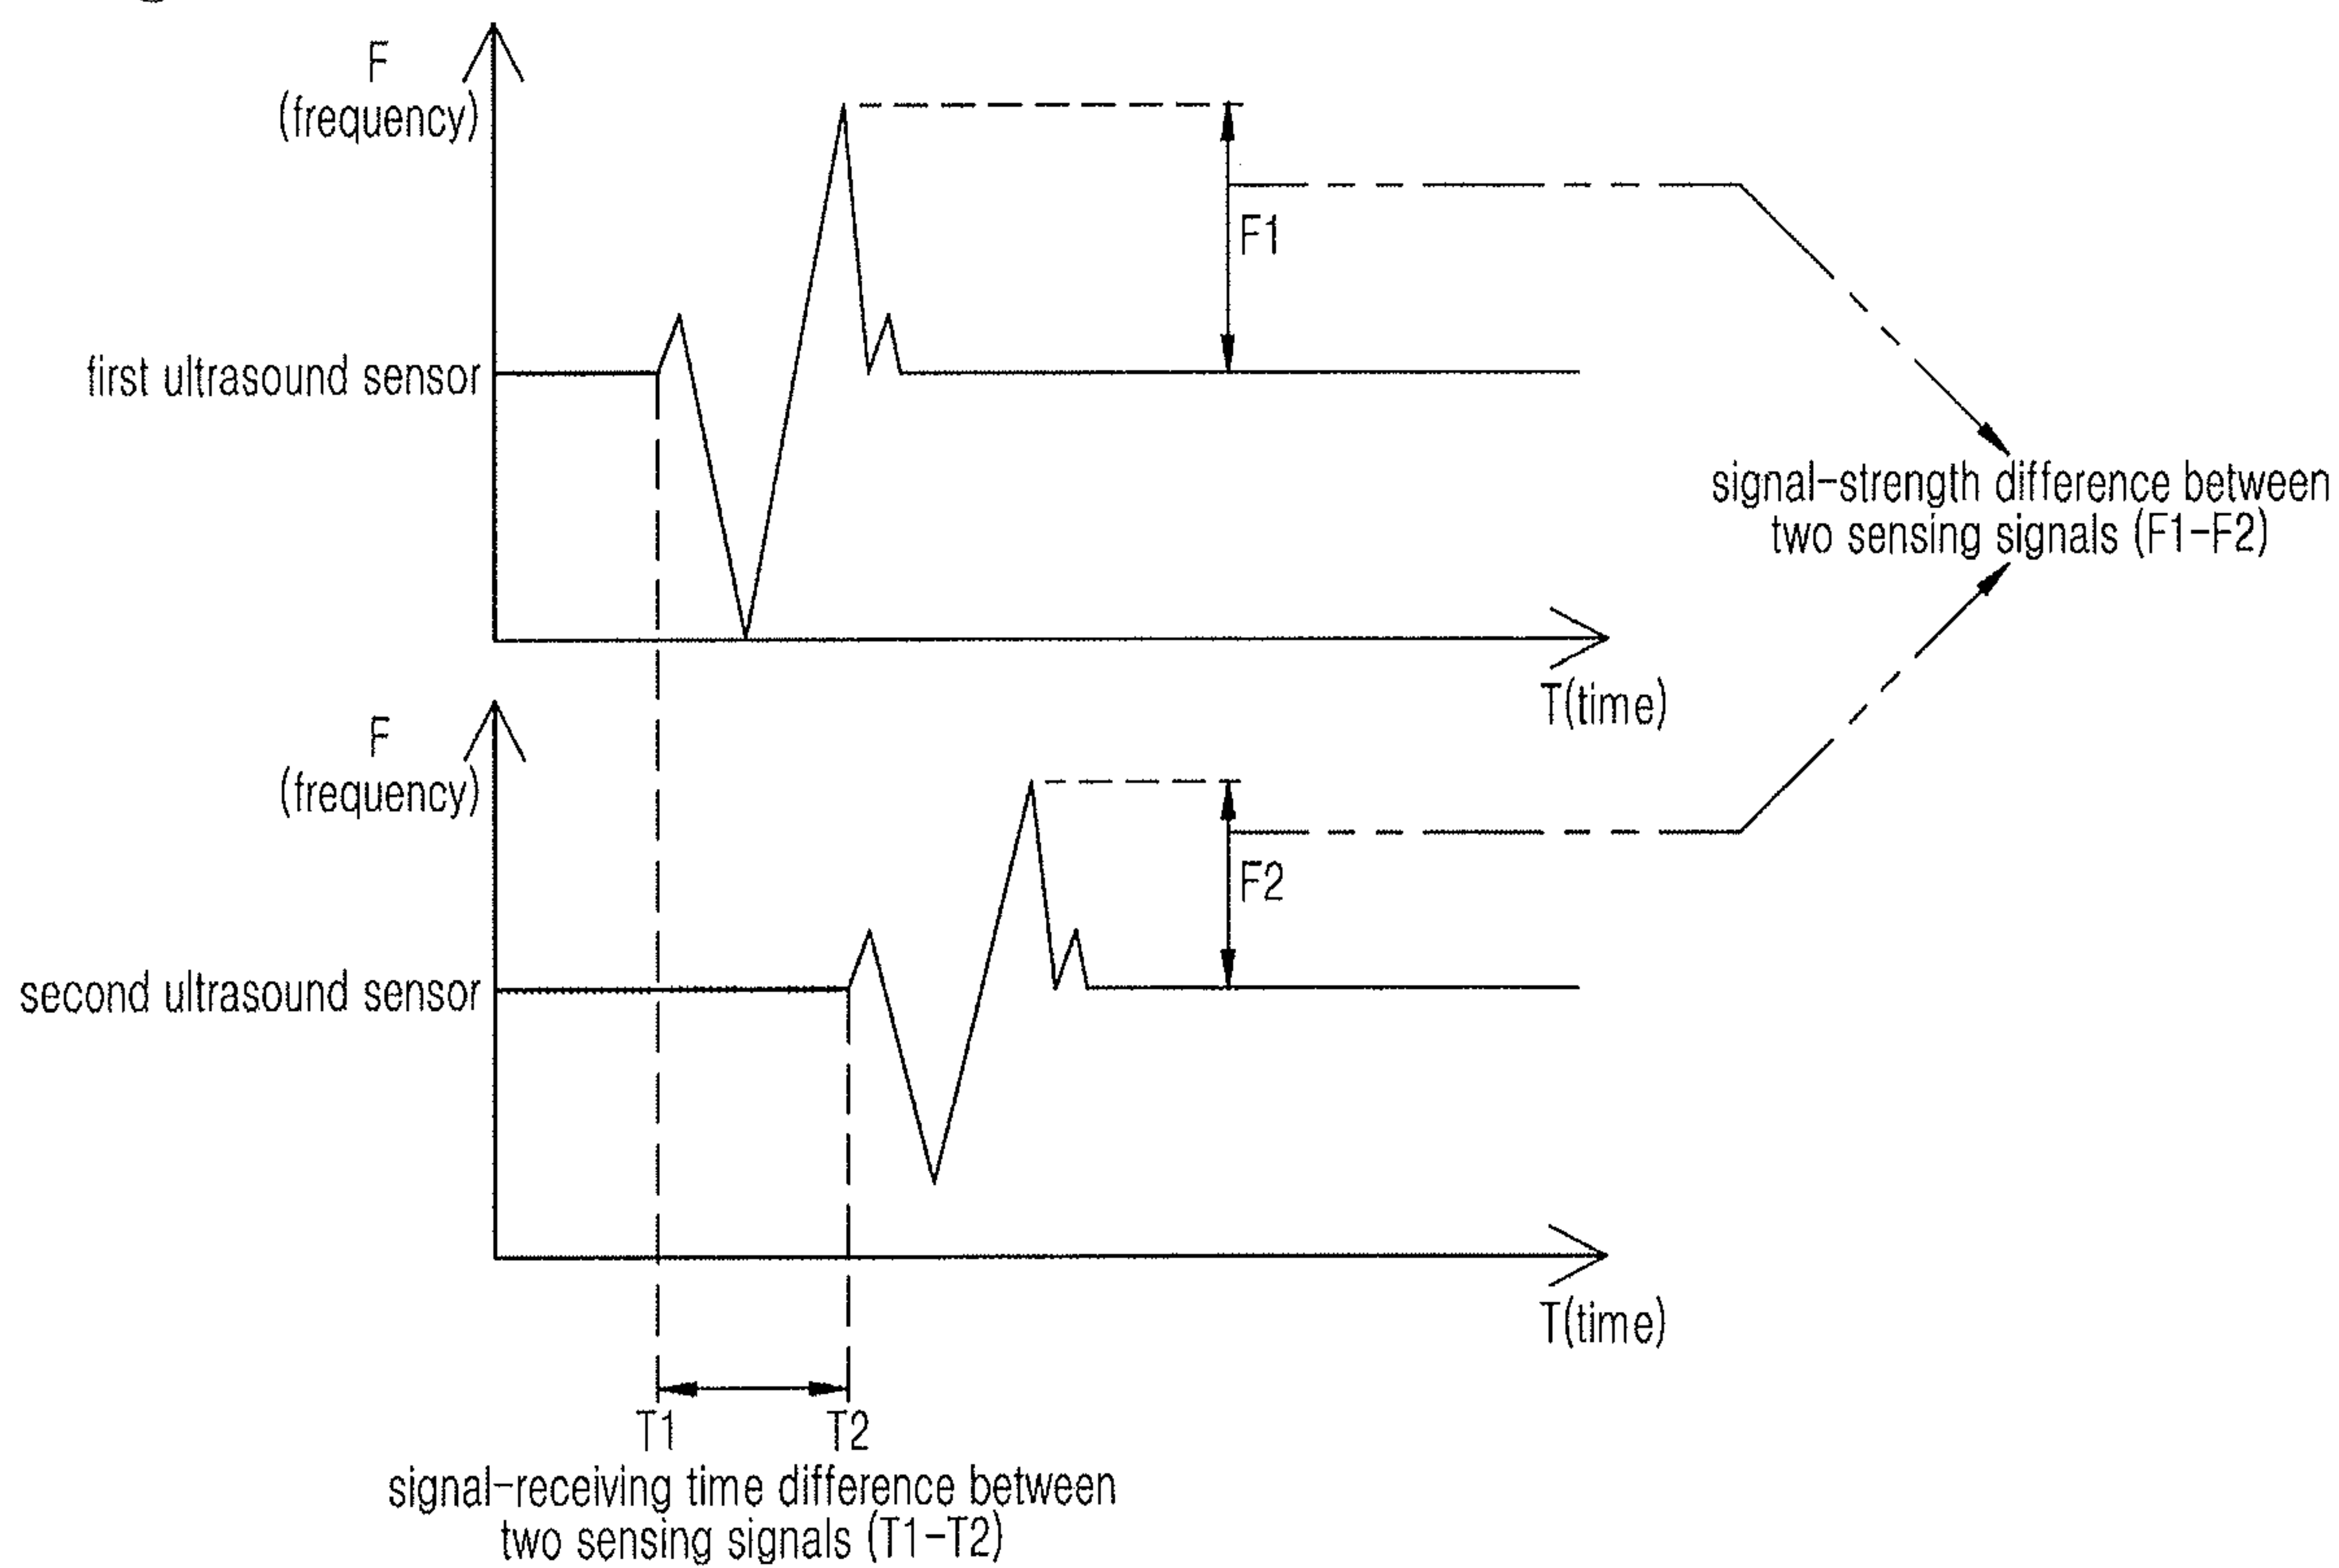 F
(frequency)
F1
first ultrasound sensor
signal-strength difference between
two sensing signals (F1-F2)
T(time)
F
(frequency)
F2
second ultrasound sensor
T(time)
T1
T2
signal-receiving time difference between
two sensing signals (T1-T2)